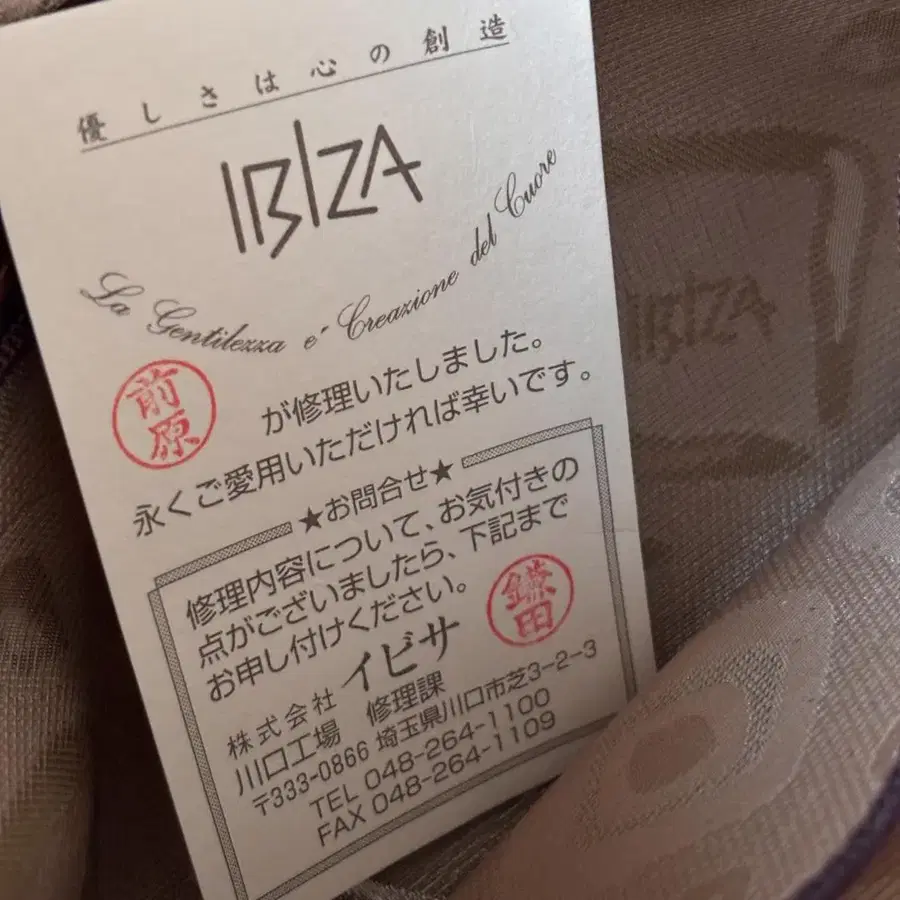 優しさは心の創造
IBIZA
La Gentilezza e' Creazione del Cuore
前原
が修理いたしました。
永くご愛用いただければ幸いです。
★お問合せ★
修理内容について、お気付きの
点がございましたら、下記まで
お申し付けください。
鎌田
株式会社イビサ
川口工場 修理課
〒333-0866 埼玉県川口市芝3-2-3
TEL 048-264-1100
FAX 048-264-1109
IBIZA